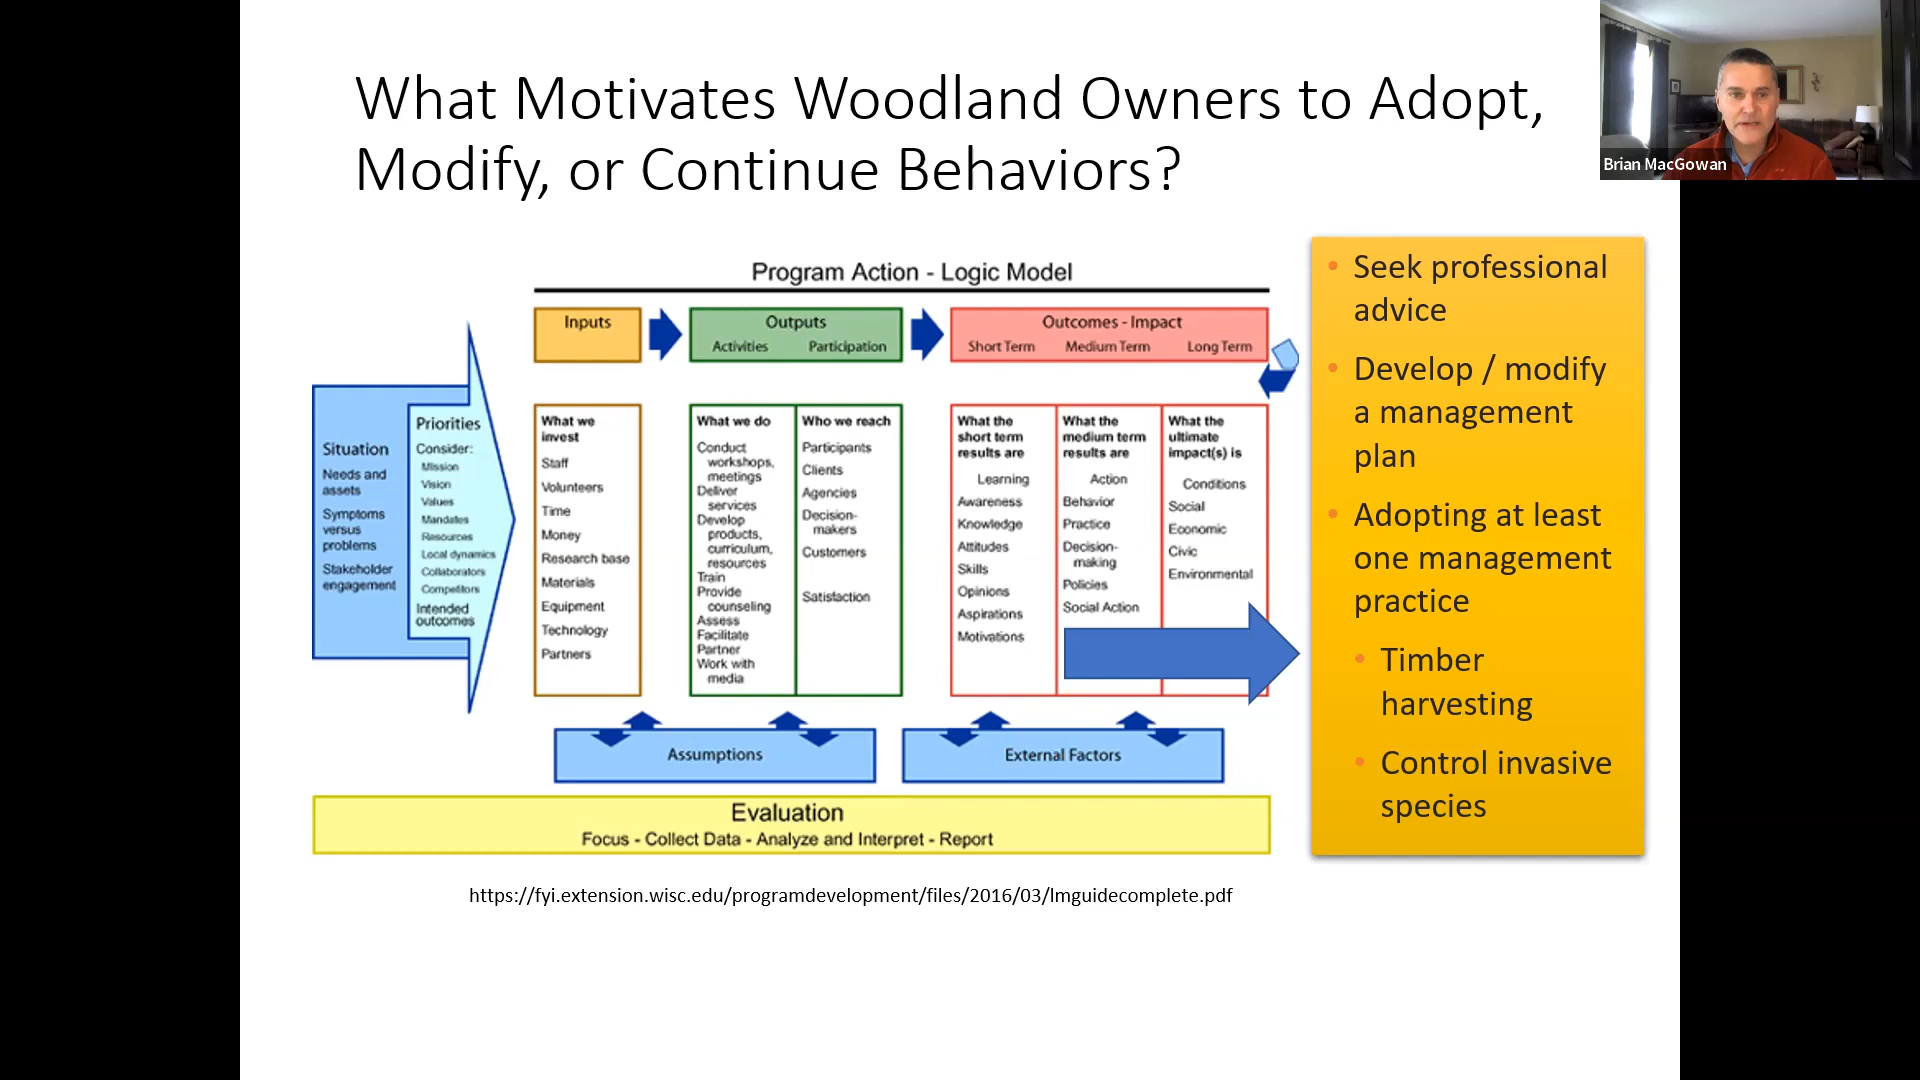 What Motivates Woodland Owners to Adopt,
Modify, or Continue Behaviors?
Brian MacGowan
Program Action - Logic Model
Inputs
Outputs
Activities Participation
Outcomes - Impact
Short Term Medium Term Long Term
Situation
Needs and
assets
Symptoms
versus
problems
Stakeholder
engagement
Priorities
Consider:
Mission
Vision
Values
Mandates
Resources
Local dynamics
Collaborators
Competitors
Intended
outcomes
What we
invest
Staff
Volunteers
Time
Money
Research base
Materials
Equipment
Technology
Partners
What we do
Conduct
workshops,
meetings
Deliver
services
Develop
products,
curriculum,
resources
Train
Provide
counseling
Assess
Facilitate
Partner
Work with
media
Who we reach
Participants
Clients
Agencies
Decision-
makers
Customers
Satisfaction
What the
short term
results are
Learning
Awareness
Knowledge
Attitudes
Skills
Opinions
Aspirations
Motivations
What the
medium term
results are
Action
Behavior
Practice
Decision-
making
Policies
Social Action
What the
ultimate
impact(s) is
Conditions
Social
Economic
Civic
Environmental
Assumptions
External Factors
Evaluation
Focus - Collect Data - Analyze and Interpret - Report
• Seek professional
advice
• Develop / modify
a management
plan
• Adopting at least
one management
practice
• Timber
harvesting
• Control invasive
species
https://fyi.extension.wisc.edu/programdevelopment/files/2016/03/lmguidecomplete.pdf